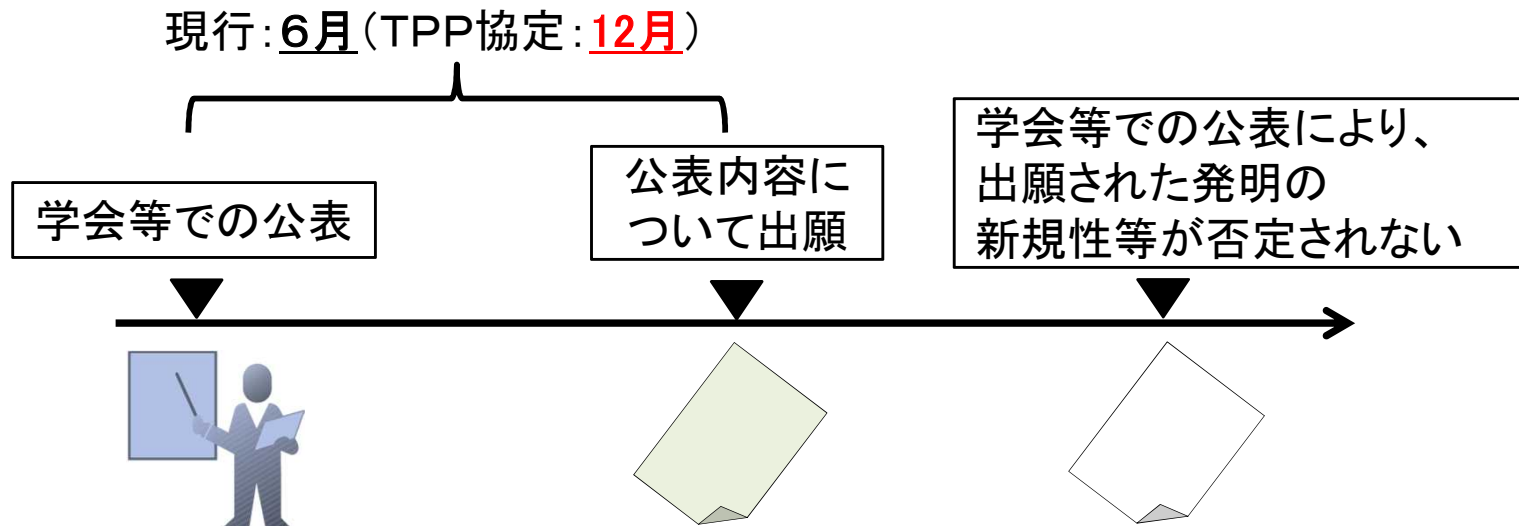 現行：６月（TPP協定：12月）
学会等での公表
公表内容に
ついて出願
学会等での公表により、
出願された発明の
新規性等が否定されない